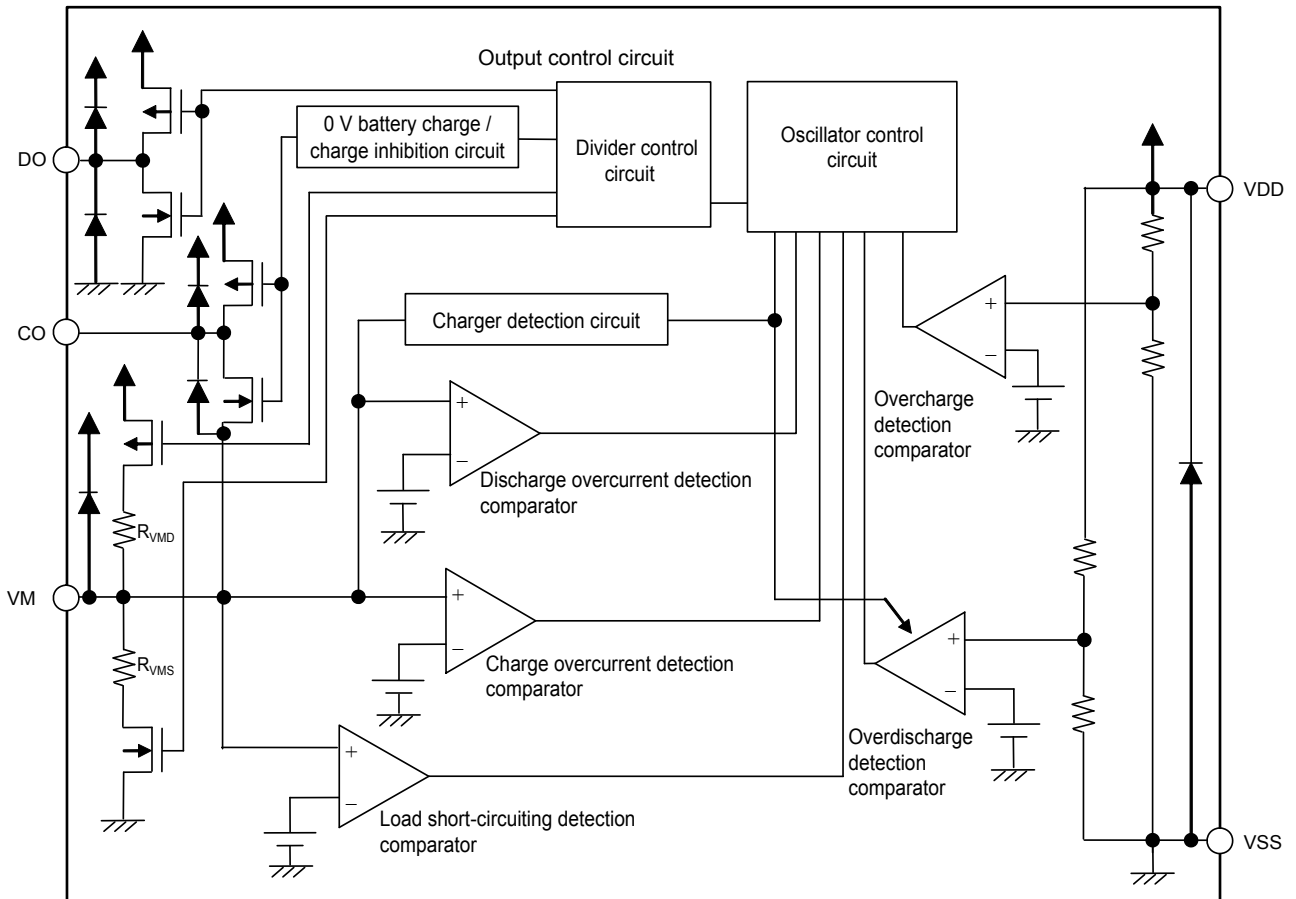 Output control circuit
0 V battery charge /
charge inhibition circuit
Divider control
circuit
Oscillator control
circuit
DO
VDD
CO
Charger detection circuit
+
−
Overcharge
detection
comparator
+
−
Discharge overcurrent detection
comparator
RVMD
VM
+
−
Charge overcurrent detection
comparator
RVMS
+
−
Overdischarge
detection
comparator
+
−
Load short-circuiting detection
comparator
VSS